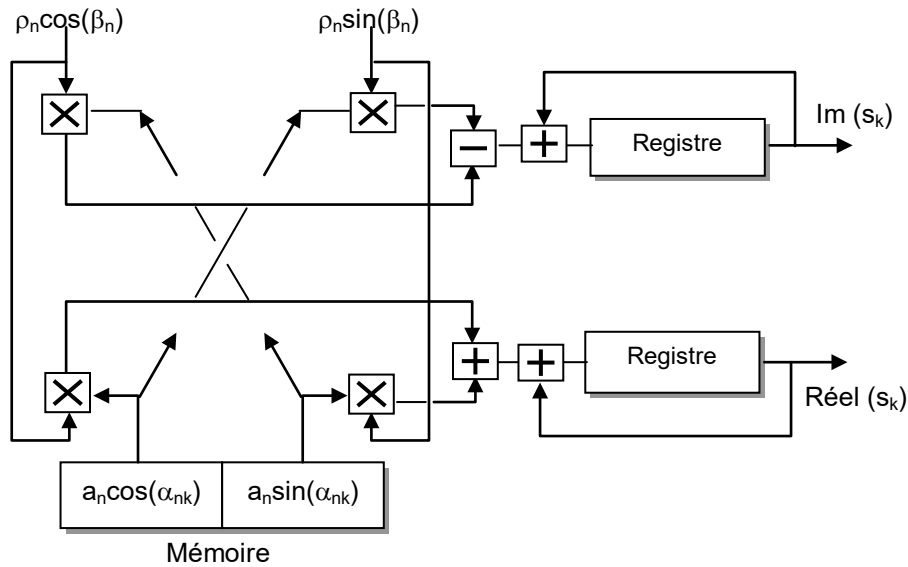 ρₙcos(βₙ)
ρₙsin(βₙ)
Im (sₖ)
Registre
Registre
Réel (sₖ)
aₙcos(αₙₖ)
aₙsin(αₙₖ)
Mémoire